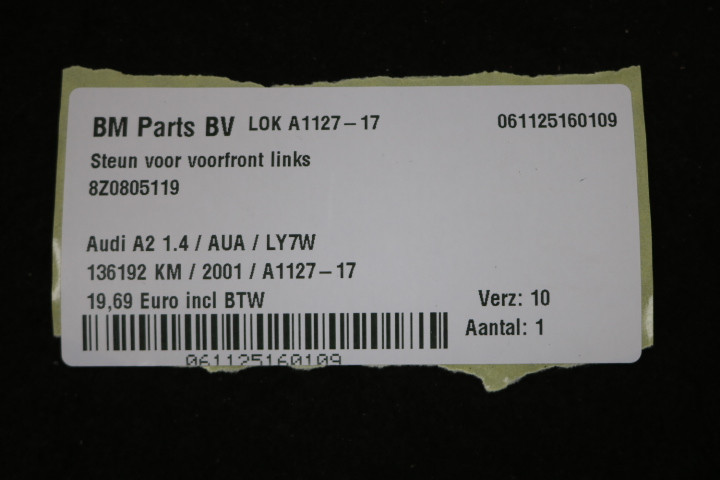 BM Parts BV LOK A1127-17 061125160109
Steun voor voorfront links
8Z0805119
Audi A2 1.4 / AUA / LY7W
136192 KM / 2001 / A1127-17
19,69 Euro incl BTW Verz: 10
Aantal: 1
061125160109